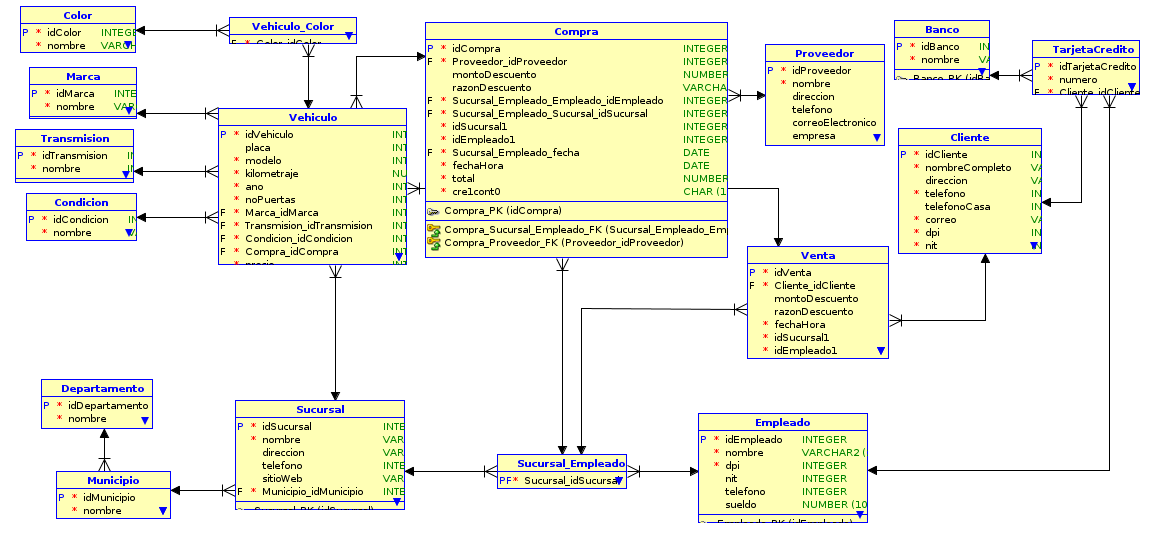 Color
P * idColor INTEGE
* nombre VARCH
Vehiculo_Color
Marca
P * idMarca INTE
* nombre VAR
Transmision
P * idTransmision IN
* nombre
Condicion
P * idCondicion IN
* nombre VA
Vehiculo
P * idVehiculo INT
placa INT
* modelo INT
* kilometraje NU
* ano INT
* noPuertas INT
F * Marca_idMarca INT
F * Transmision_idTransmision INT
F * Condicion_idCondicion INT
F * Compra_idCompra INT
Compra
P * idCompra INTEGER
F * Proveedor_idProveedor INTEGER
montoDescuento NUMBER
razonDescuento VARCHA
F * Sucursal_Empleado_Empleado_idEmpleado INTEGER
F * Sucursal_Empleado_Sucursal_idSucursal INTEGER
* idSucursal1 INTEGER
idEmpleado1 INTEGER
F * Sucursal_Empleado_fecha DATE
* fechaHora DATE
* total NUMBER
* cre1cont0 CHAR (1
Compra_PK (idCompra)
Compra_Sucursal_Empleado_FK (Sucursal_Em
Compra_Proveedor_FK (Proveedor_idProveedor)
Proveedor
P * idProveedor
* nombre
direccion
telefono
correoElectronico
empresa
Banco
P * idBanco IN
* nombre VA
TarjetaCredito
P * idTarjetaCredito
* numero
F * Cliente_idCliente
Cliente
P * idCliente IN
* nombreCompleto VA
direccion VA
* telefono IN
telefonoCasa IN
* correo VA
* dpi IN
* nit IN
Venta
P * idVenta
F * Cliente_idCliente
montoDescuento
razonDescuento
* fechaHora
* idSucursal1
* idEmpleado1
Departamento
P * idDepartamento
* nombre
Municipio
P * idMunicipio
* nombre
Sucursal
P * idSucursal INTE
* nombre VAR
direccion VAR
telefono INTE
sitioWeb VAR
F * Municipio_idMunicipio INTE
Sucursal_Empleado
PF* Sucursal_idSucursal
Empleado
P * idEmpleado INTEGER
* nombre VARCHAR2 (
* dpi INTEGER
nit INTEGER
telefono INTEGER
sueldo NUMBER (10